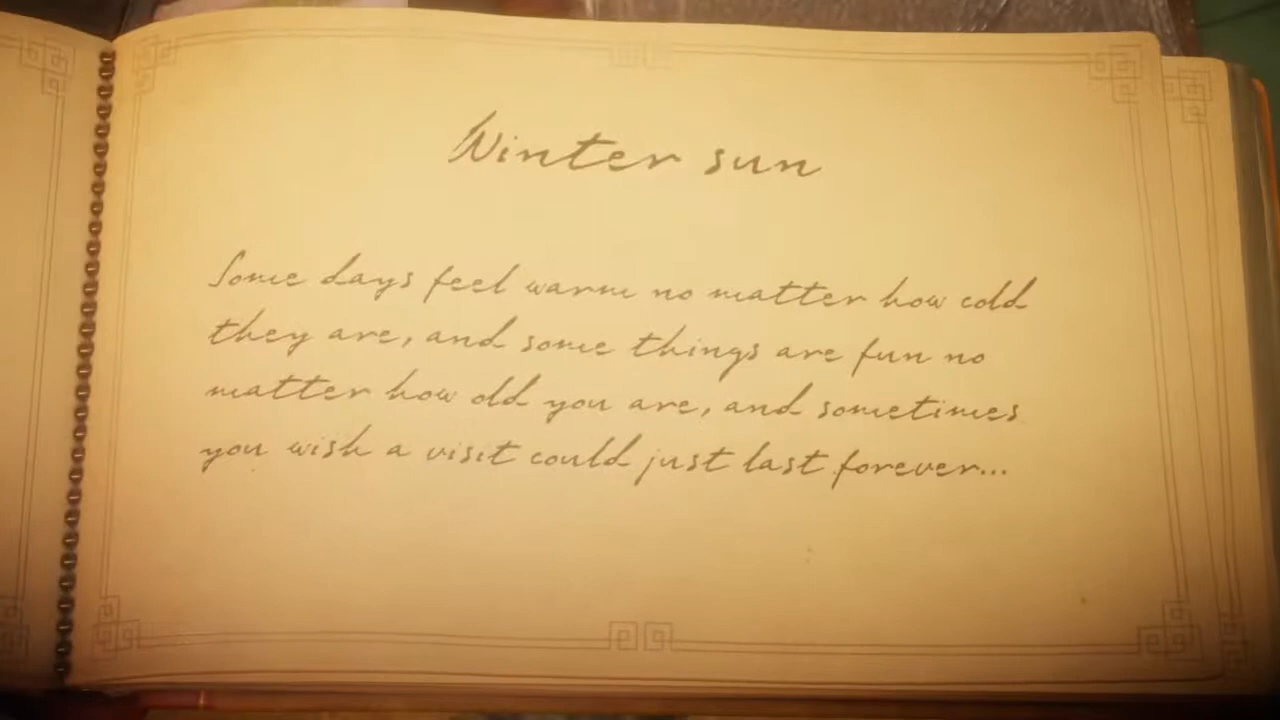 Winter sun
Some days feel warm no matter how cold
they are, and some things are fun no
matter how old you are, and sometimes
you wish a visit could just last forever...